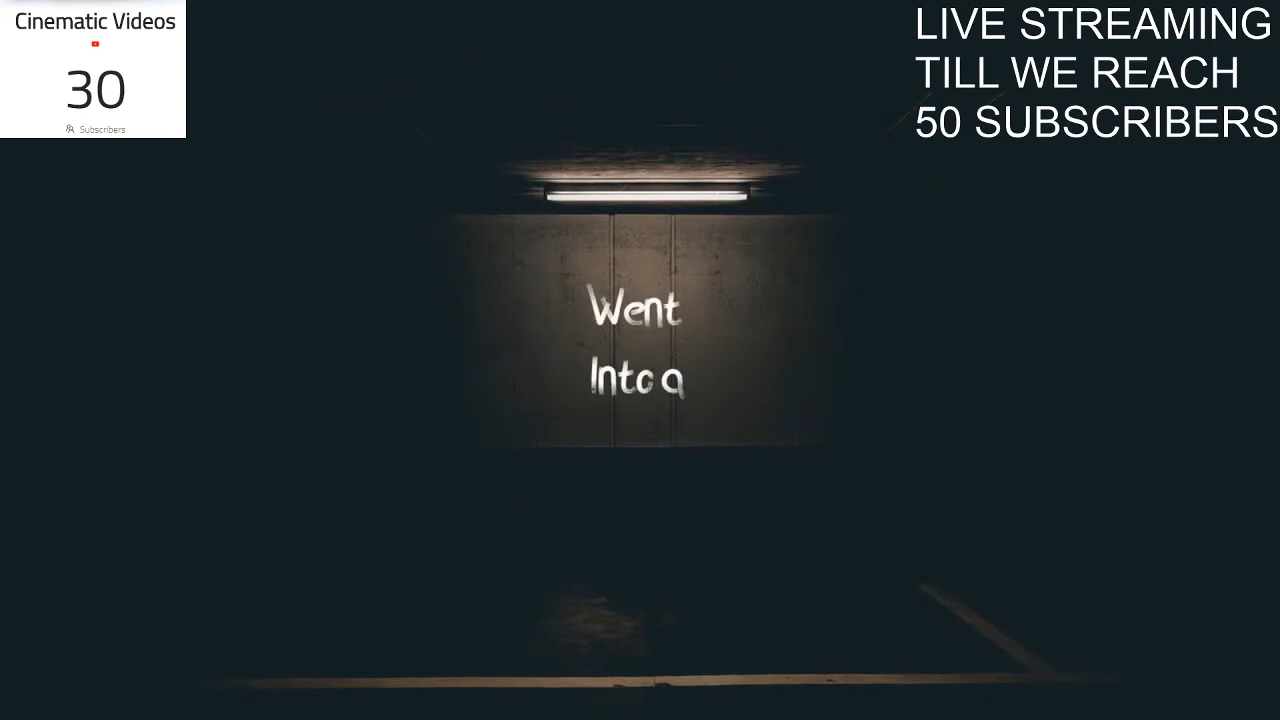 Cinematic Videos
30
Subscribers
LIVE STREAMING
TILL WE REACH
50 SUBSCRIBERS
Went
Into a